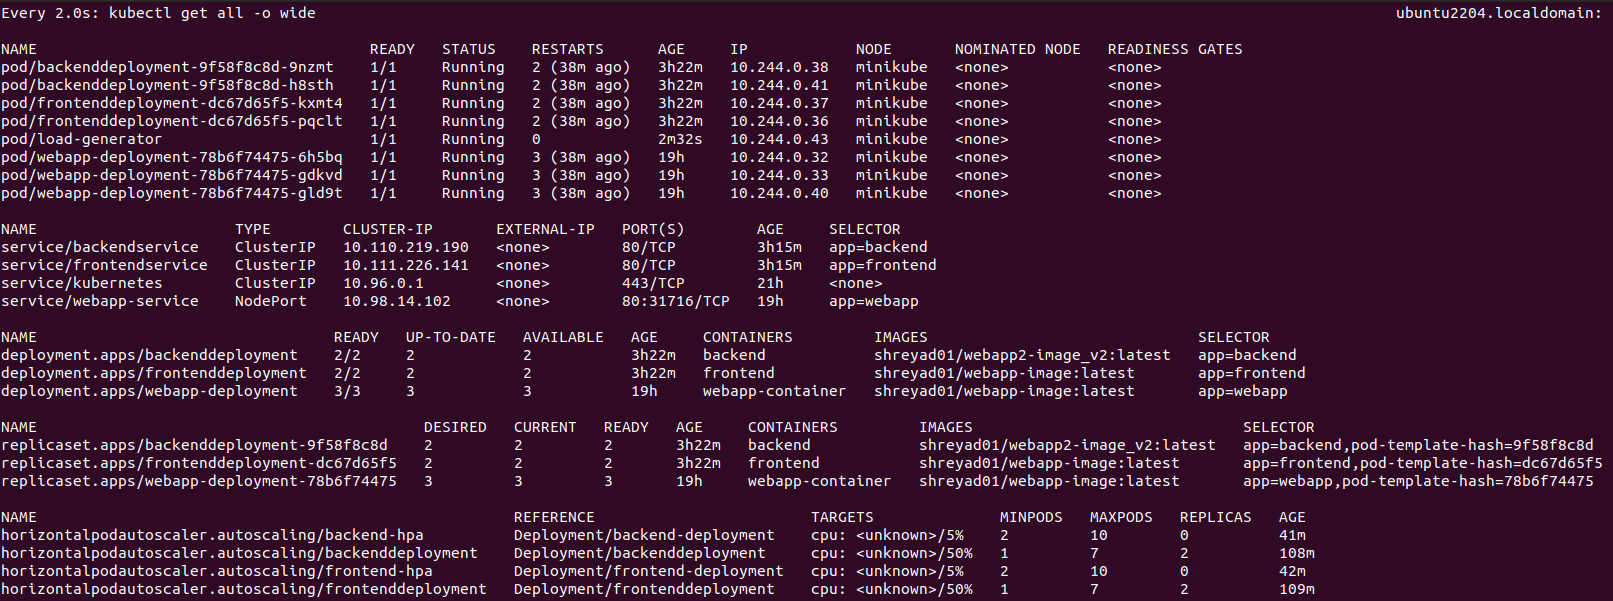 Every 2.0s: kubectl get all -o wide ubuntu2204.localdomain:
NAME READY STATUS RESTARTS AGE IP NODE NOMINATED NODE READINESS GATES
pod/backenddeployment-9f58f8c8d-9nzmt 1/1 Running 2 (38m ago) 3h22m 10.244.0.38 minikube <none> <none>
pod/backenddeployment-9f58f8c8d-h8sth 1/1 Running 2 (38m ago) 3h22m 10.244.0.41 minikube <none> <none>
pod/frontenddeployment-dc67d65f5-kxmt4 1/1 Running 2 (38m ago) 3h22m 10.244.0.37 minikube <none> <none>
pod/frontenddeployment-dc67d65f5-pqclt 1/1 Running 2 (38m ago) 3h22m 10.244.0.36 minikube <none> <none>
pod/load-generator 1/1 Running 0 2m32s 10.244.0.43 minikube <none> <none>
pod/webapp-deployment-78b6f74475-6h5bq 1/1 Running 3 (38m ago) 19h 10.244.0.32 minikube <none> <none>
pod/webapp-deployment-78b6f74475-gdkvd 1/1 Running 3 (38m ago) 19h 10.244.0.33 minikube <none> <none>
pod/webapp-deployment-78b6f74475-gld9t 1/1 Running 3 (38m ago) 19h 10.244.0.40 minikube <none> <none>
NAME TYPE CLUSTER-IP EXTERNAL-IP PORT(S) AGE SELECTOR
service/backendservice ClusterIP 10.110.219.190 <none> 80/TCP 3h15m app=backend
service/frontendservice ClusterIP 10.111.226.141 <none> 80/TCP 3h15m app=frontend
service/kubernetes ClusterIP 10.96.0.1 <none> 443/TCP 21h <none>
service/webapp-service NodePort 10.98.14.102 <none> 80:31716/TCP 19h app=webapp
NAME READY UP-TO-DATE AVAILABLE AGE CONTAINERS IMAGES SELECTOR
deployment.apps/backenddeployment 2/2 2 2 3h22m backend shreyad01/webapp2-image_v2:latest app=backend
deployment.apps/frontenddeployment 2/2 2 2 3h22m frontend shreyad01/webapp-image:latest app=frontend
deployment.apps/webapp-deployment 3/3 3 3 19h webapp-container shreyad01/webapp-image:latest app=webapp
NAME DESIRED CURRENT READY AGE CONTAINERS IMAGES SELECTOR
replicaset.apps/backenddeployment-9f58f8c8d 2 2 2 3h22m backend shreyad01/webapp2-image_v2:latest app=backend,pod-template-hash=9f58f8c8d
replicaset.apps/frontenddeployment-dc67d65f5 2 2 2 3h22m frontend shreyad01/webapp-image:latest app=frontend,pod-template-hash=dc67d65f5
replicaset.apps/webapp-deployment-78b6f74475 3 3 3 19h webapp-container shreyad01/webapp-image:latest app=webapp,pod-template-hash=78b6f74475
NAME REFERENCE TARGETS MINPODS MAXPODS REPLICAS AGE
horizontalpodautoscaler.autoscaling/backend-hpa Deployment/backend-deployment cpu: <unknown>/5% 2 10 0 41m
horizontalpodautoscaler.autoscaling/backenddeployment Deployment/backenddeployment cpu: <unknown>/50% 1 7 2 108m
horizontalpodautoscaler.autoscaling/frontend-hpa Deployment/frontend-deployment cpu: <unknown>/5% 2 10 0 42m
horizontalpodautoscaler.autoscaling/frontenddeployment Deployment/frontenddeployment cpu: <unknown>/50% 1 7 2 109m